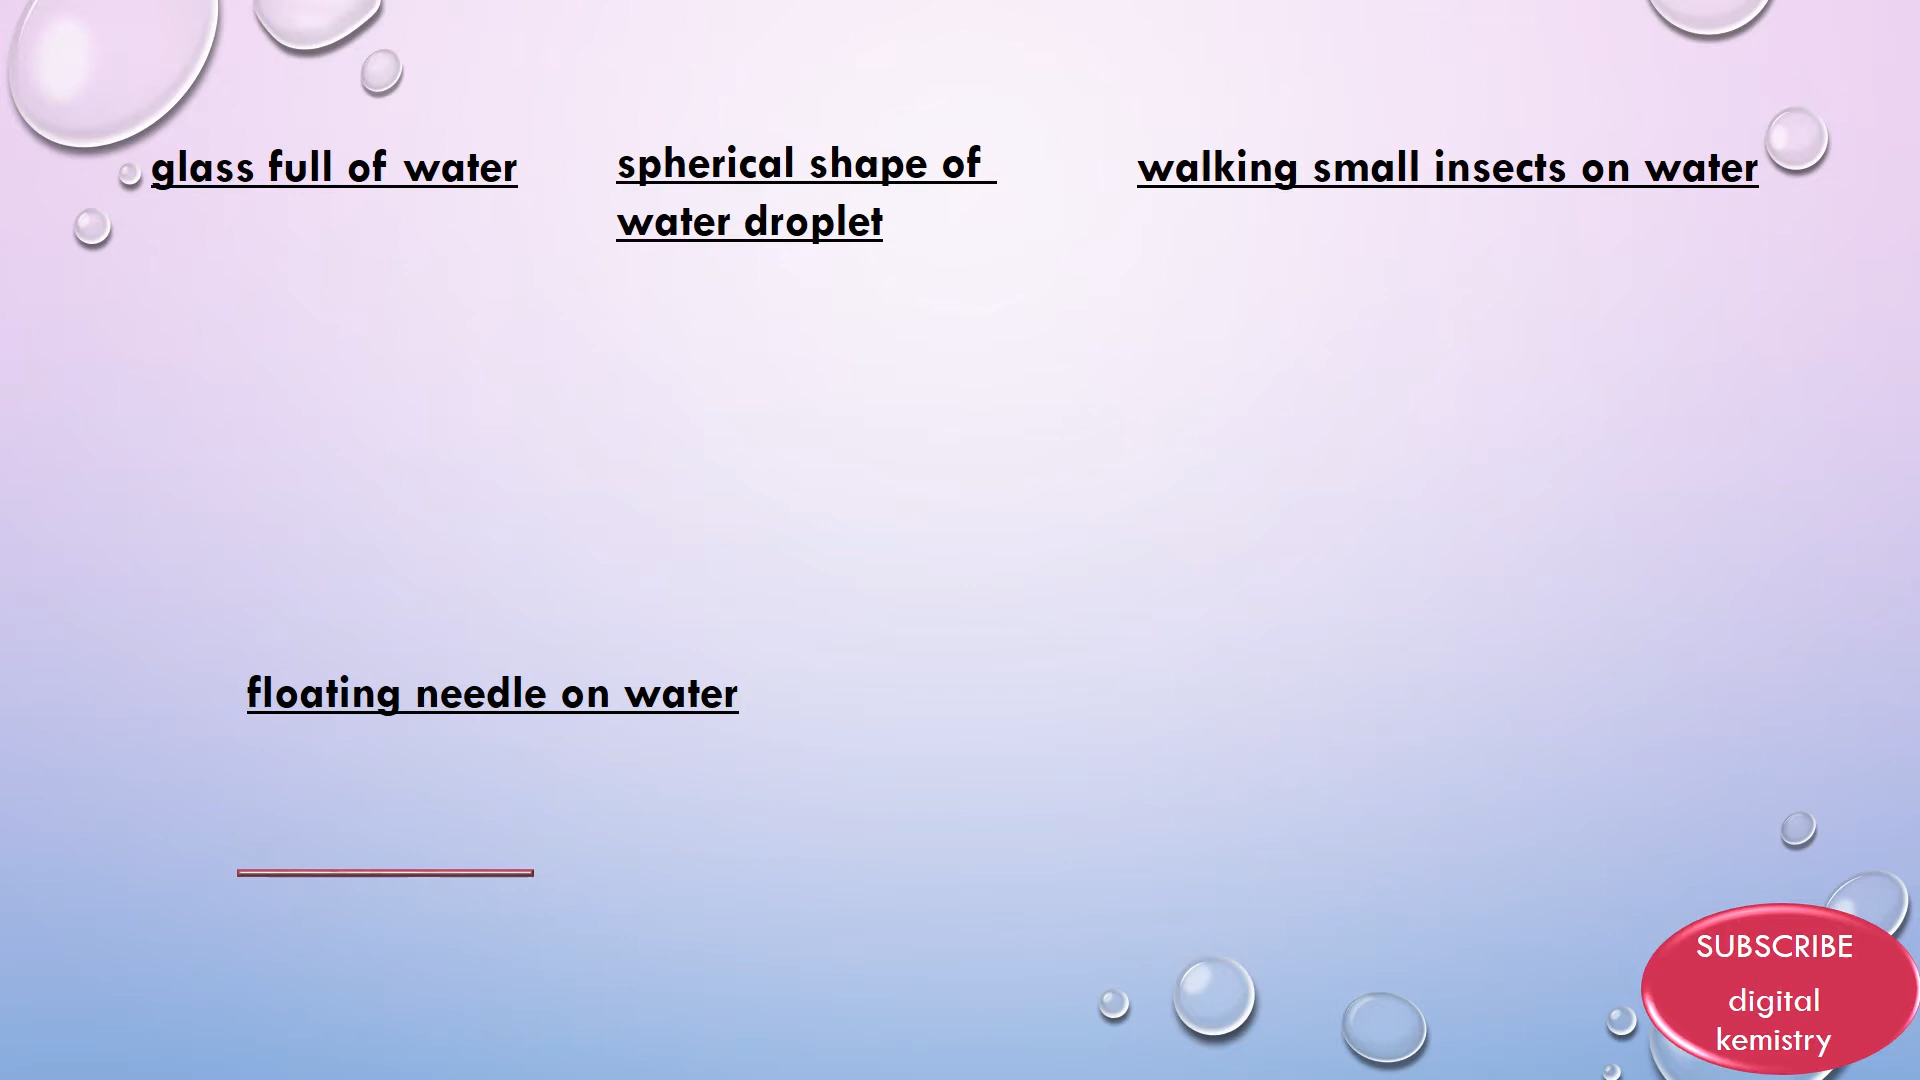 glass full of water
spherical shape of
water droplet
walking small insects on water
floating needle on water
SUBSCRIBE
digital
kemistry